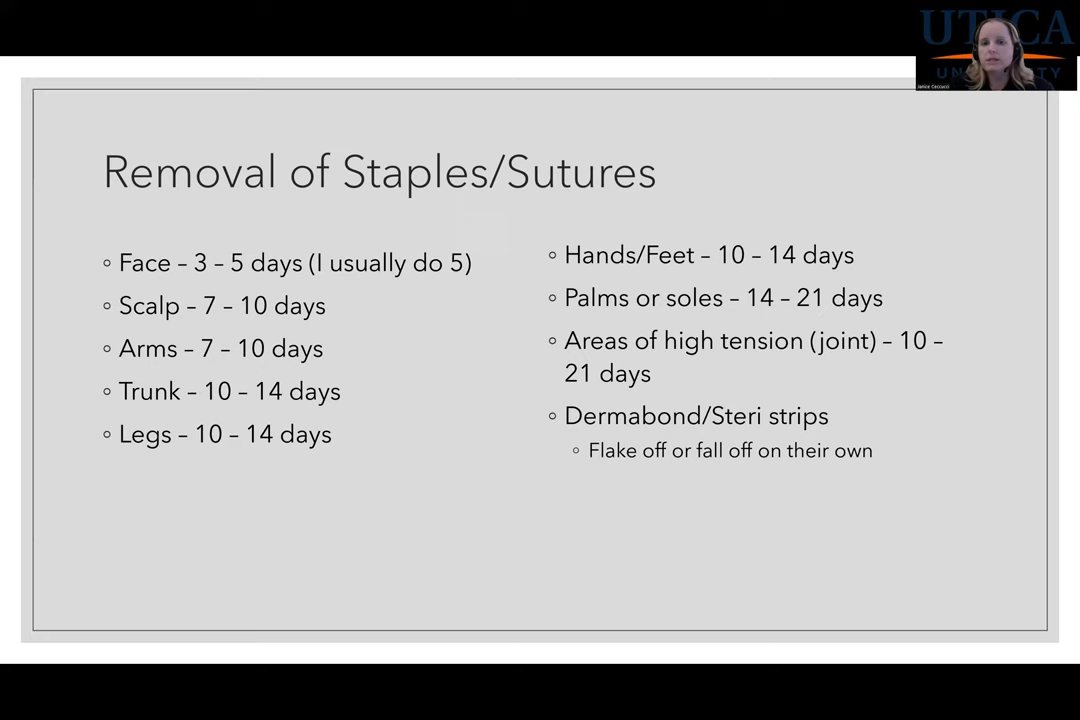 UTICA
Janice Ceccucci
Removal of Staples/Sutures
◦ Face – 3 – 5 days (I usually do 5)
◦ Scalp – 7 – 10 days
◦ Arms – 7 – 10 days
◦ Trunk – 10 – 14 days
◦ Legs – 10 – 14 days
◦ Hands/Feet – 10 – 14 days
◦ Palms or soles – 14 – 21 days
◦ Areas of high tension (joint) – 10 –
21 days
◦ Dermabond/Steri strips
◦ Flake off or fall off on their own